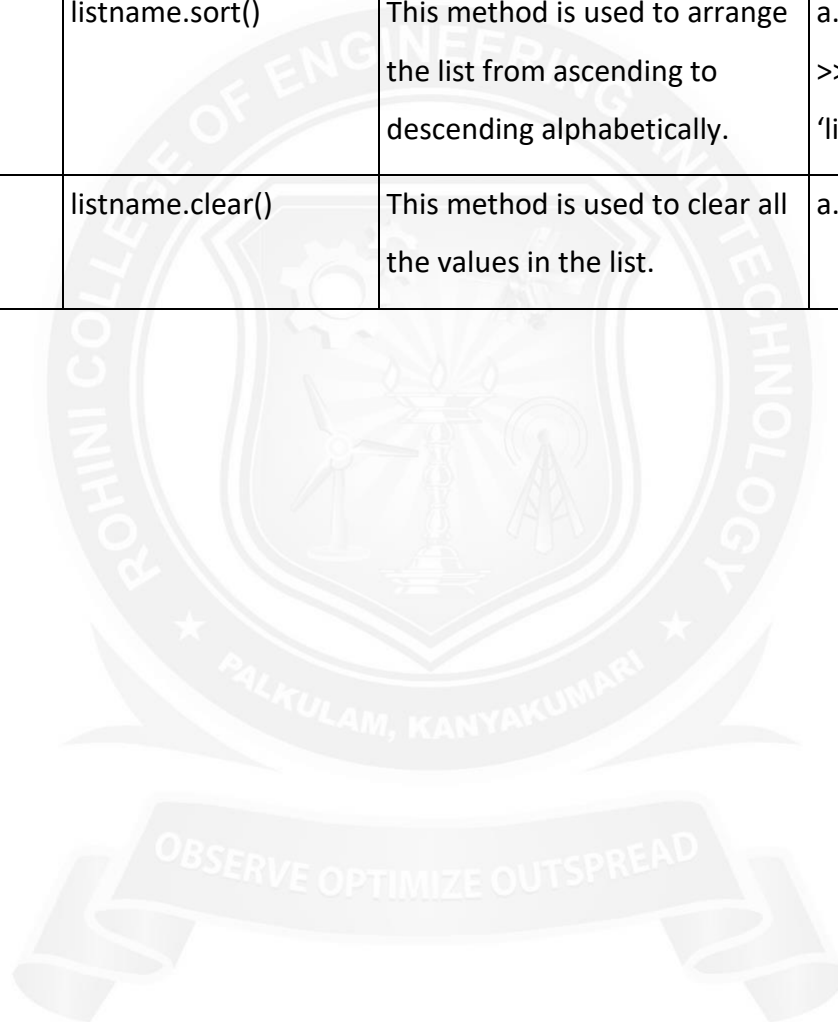 listname.sort()
This method is used to arrange
the list from ascending to
descending alphabetically.
a.
>
‘li
listname.clear()
This method is used to clear all
the values in the list.
a.
ROHINI COLLEGE OF ENGINEERING AND TECHNOLOGY
PALKULAM, KANYAKUMARI
OBSERVE OPTIMIZE OUTSPREAD